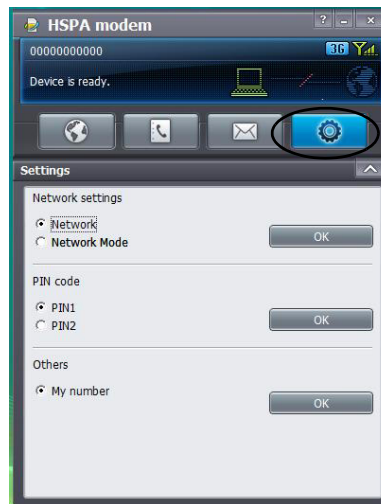 HSPA modem
? - x
00000000000
3G
Device is ready.
Settings
Network settings
Network
Network Mode
OK
PIN code
PIN1
PIN2
OK
Others
My number
OK